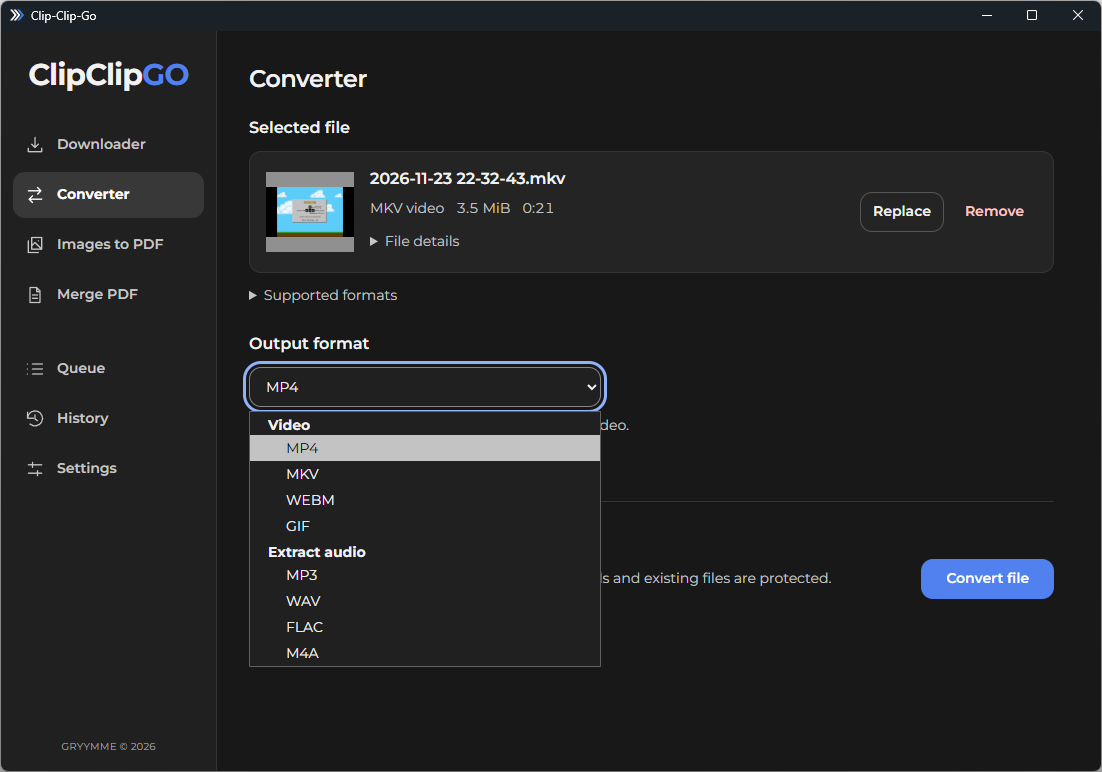 Clip-Clip-Go
ClipClipGO
Downloader
Converter
Images to PDF
Merge PDF
Queue
History
Settings
GRYYMME © 2026
Converter
Selected file
2026-11-23 22-32-43.mkv
MKV video 3.5 MiB 0:21
File details
Replace
Remove
Supported formats
Output format
MP4
deo.
Video
MP4
MKV
WEBM
GIF
Extract audio
MP3
WAV
FLAC
M4A
ls and existing files are protected.
Convert file